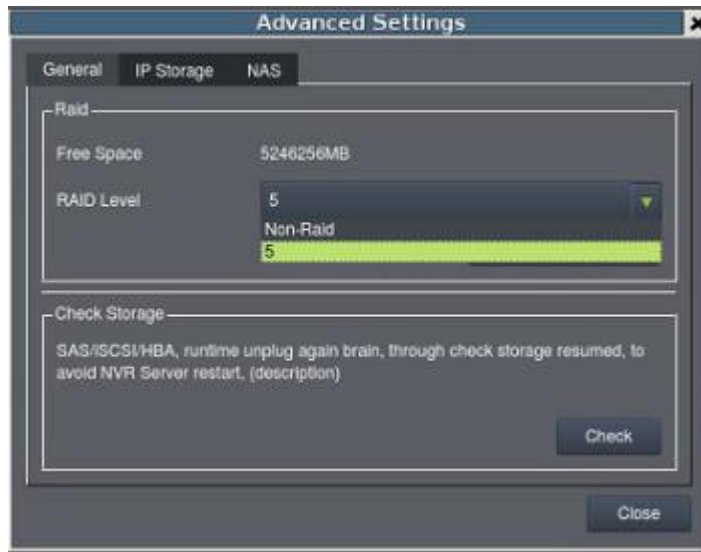 Advanced Settings
General IP Storage NAS
Raid
Free Space 5246256MB
RAID Level 5
Non-Raid
5
Check Storage
SAS/ISCSI/HBA, runtime unplug again brain, through check storage resumed, to
avoid NVR Server restart, (description)
Check
Close